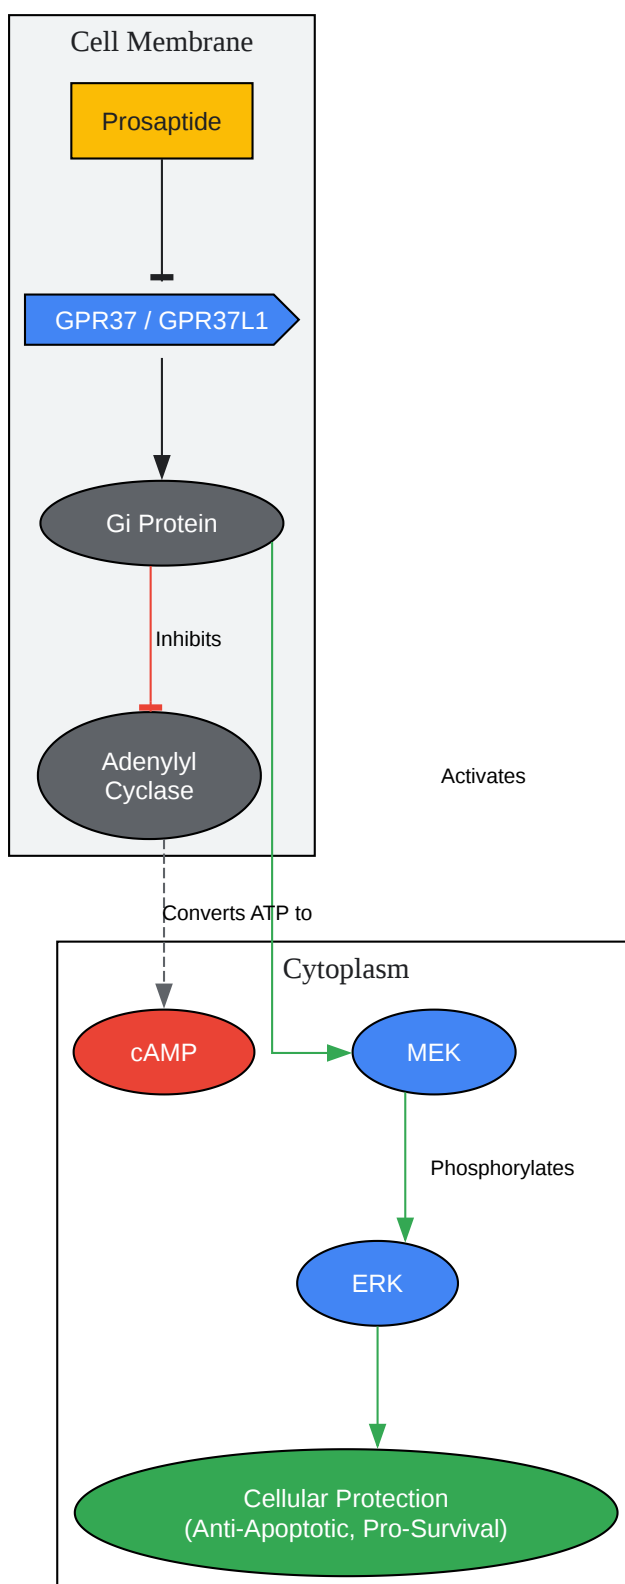 Cell Membrane
Prosaptide
GPR37 / GPR37L1
Gi Protein
Inhibits
Adenylyl
Cyclase
Activates
Converts ATP to
Cytoplasm
cAMP
MEK
Phosphorylates
ERK
Cellular Protection
(Anti-Apoptotic, Pro-Survival)